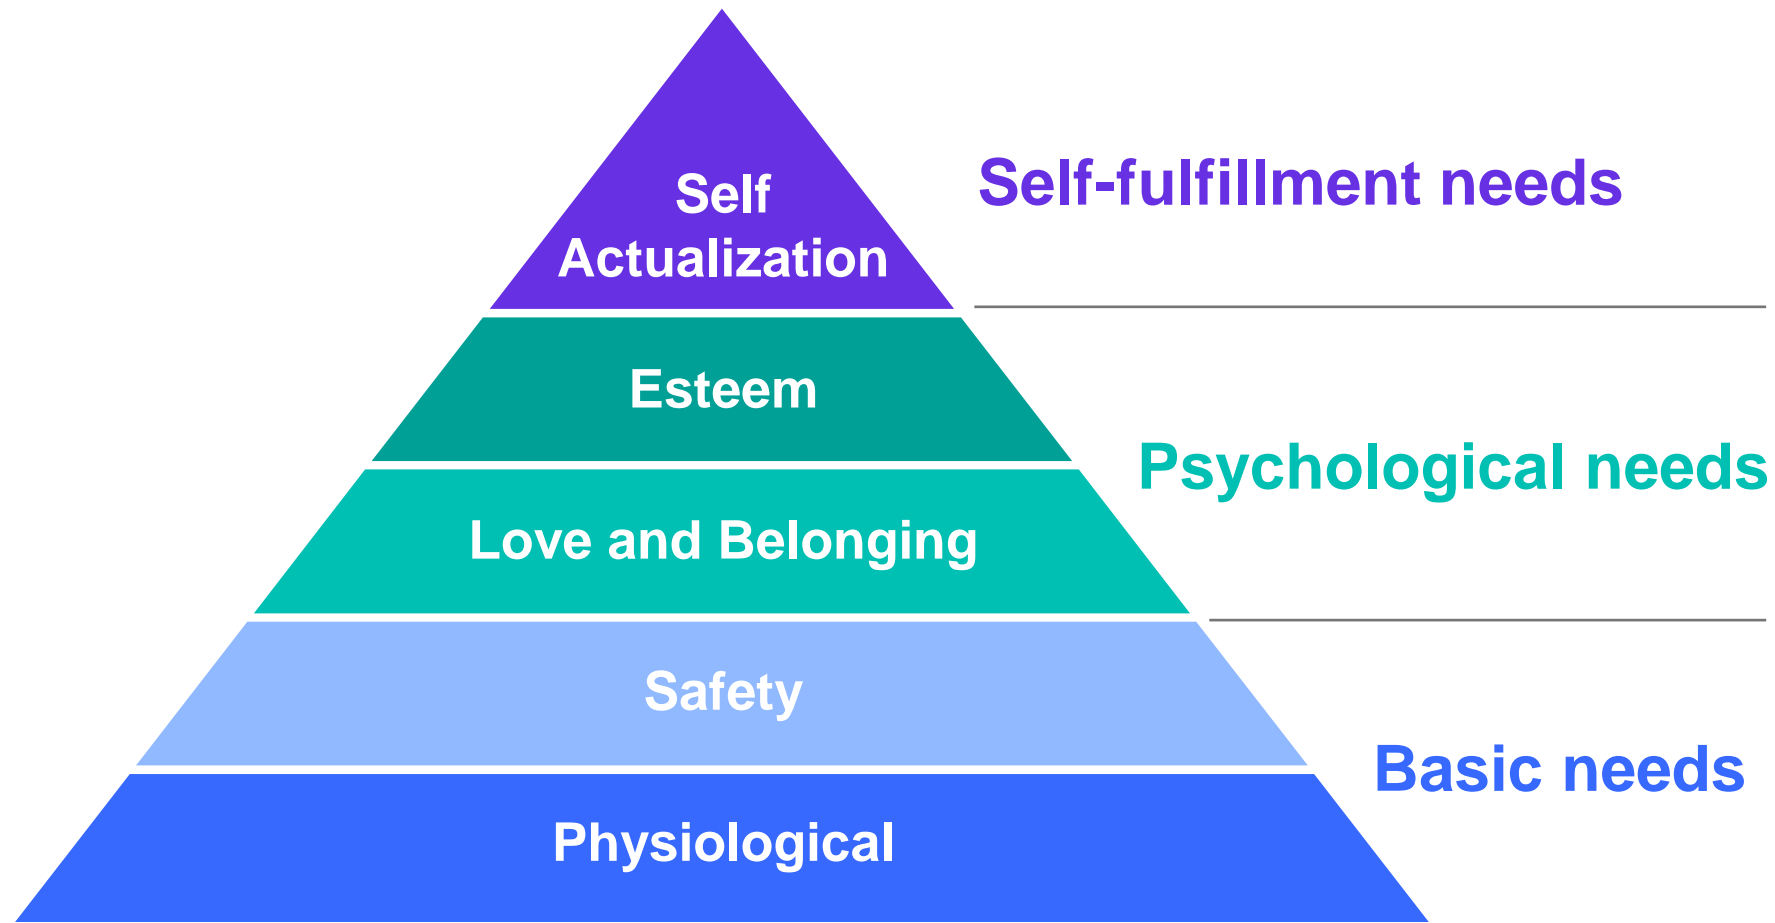 Self
Actualization
Self-fulfillment needs
Esteem
Psychological needs
Love and Belonging
Safety
Basic needs
Physiological